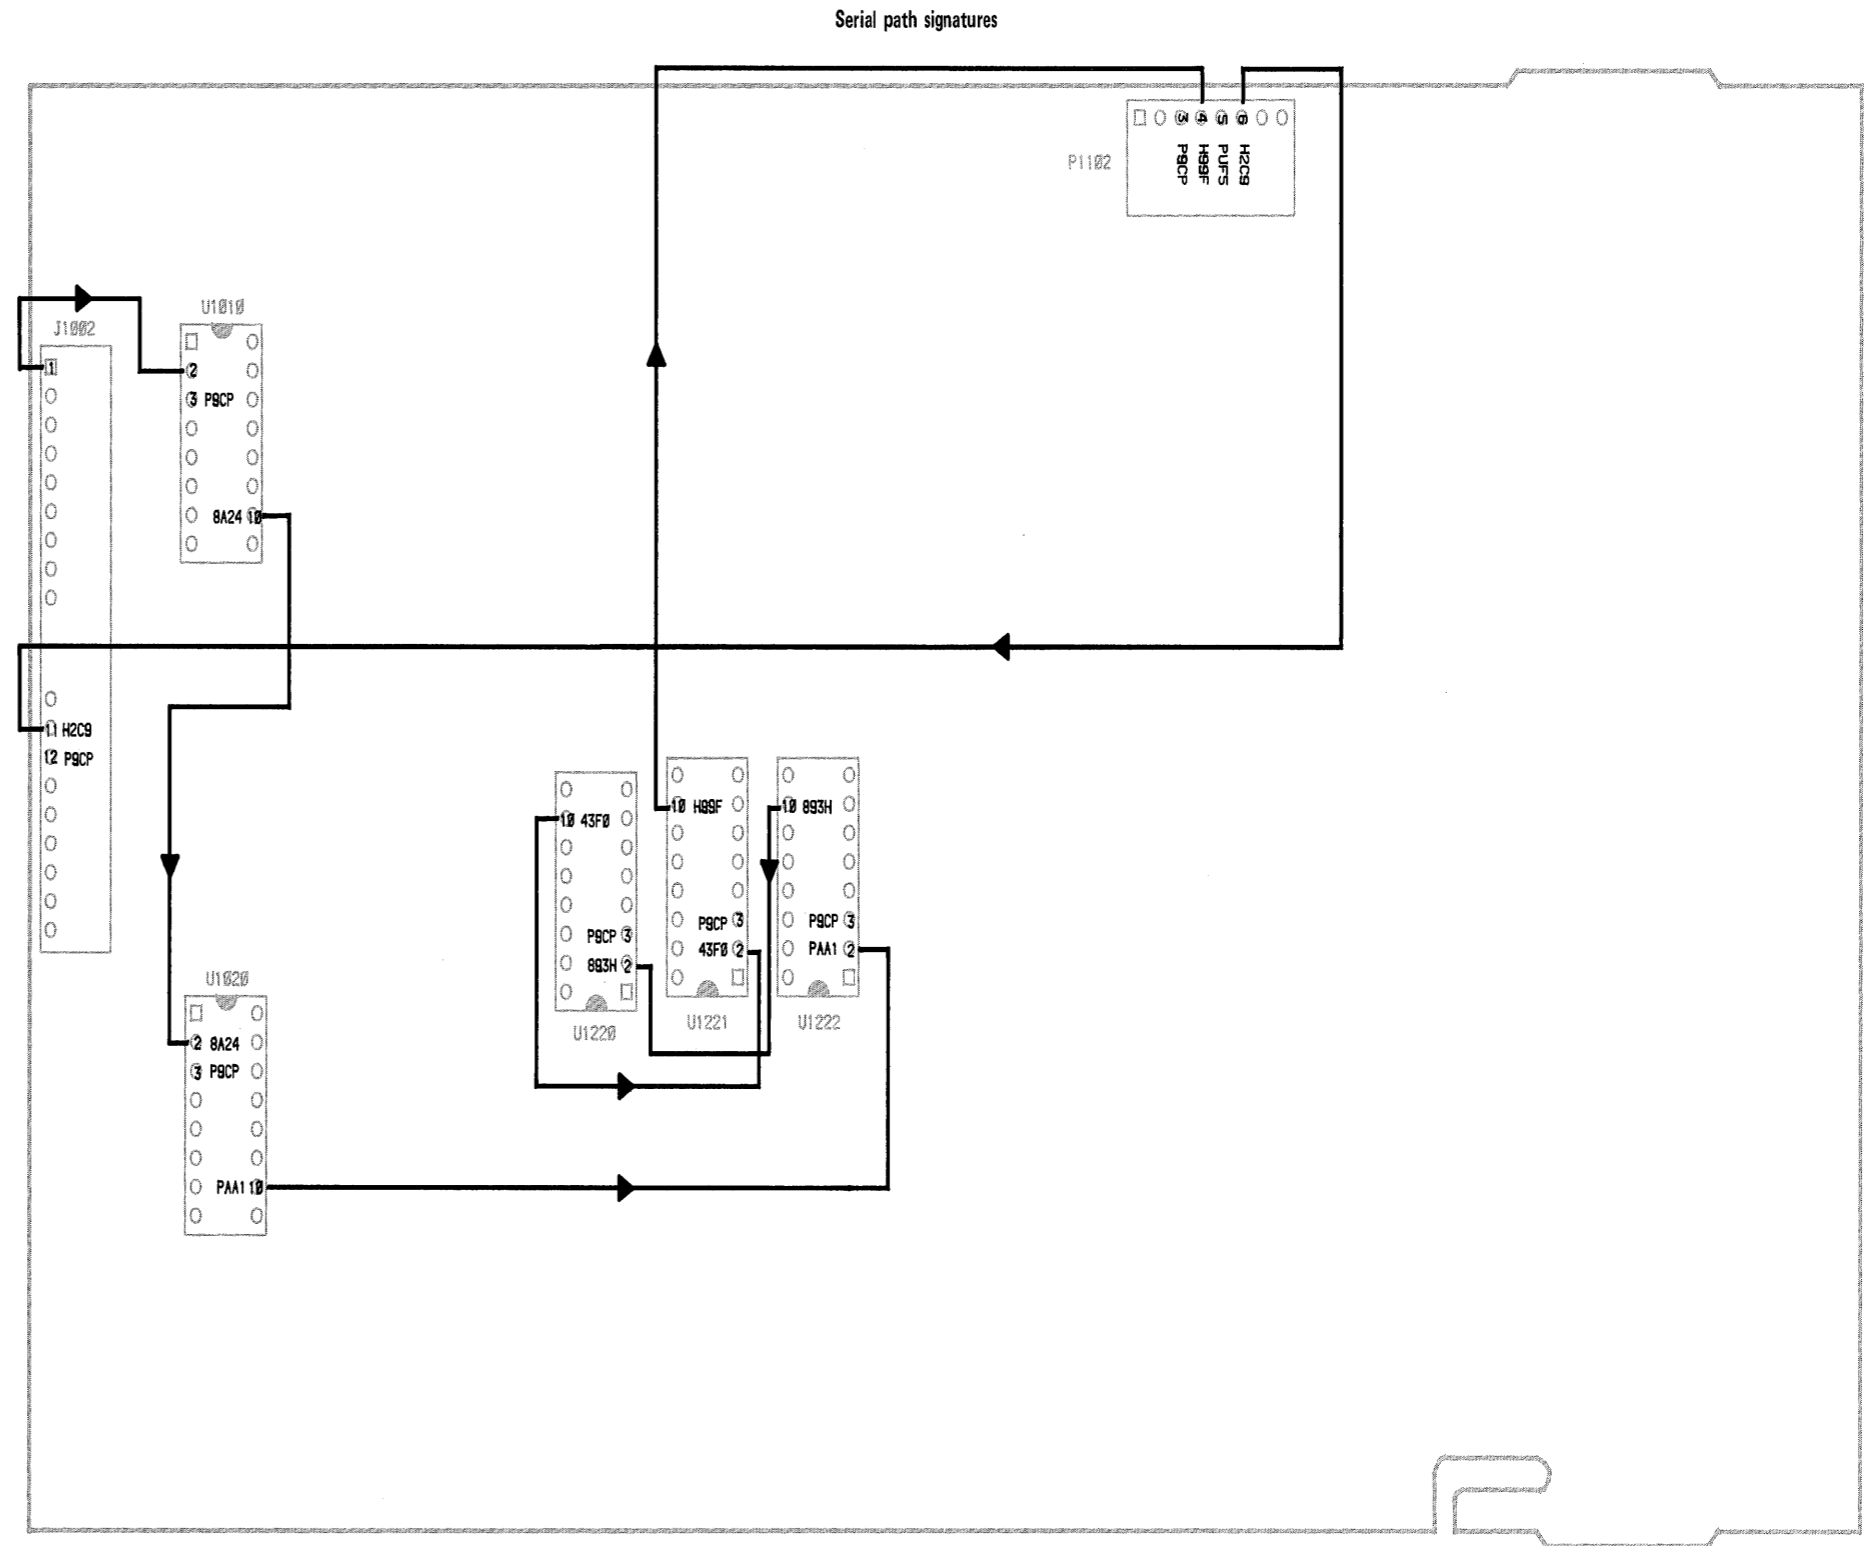 Serial path signatures
3 4 5 6
P1102
P9CP H99F PUF5 H2C9
U1010
J1002
1
2
3 P9CP
8A24 10
11 H2C9
12 P9CP
10 H99F
10 893H
10 43F0
P9CP 3
P9CP 3
P9CP 3
43F0 2
PAA1 2
893H 2
U1020
U1221
U1222
U1220
2 8A24
3 P9CP
PAA1 10